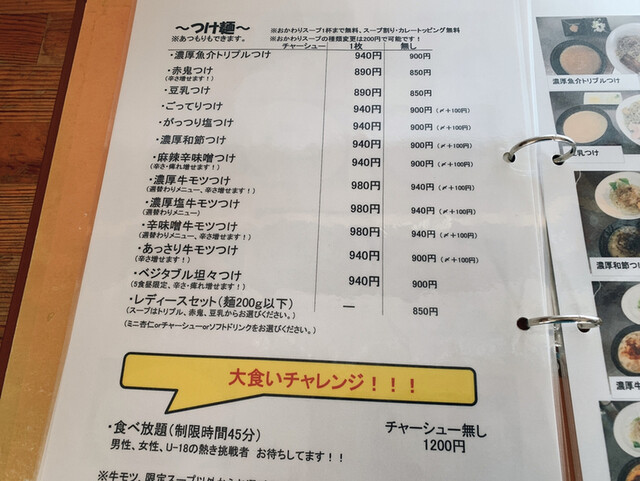 ～つけ麺～
※あつもりもできます。
※おかわりスープ1杯まで無料、スープ割り・カレートッピング無料
※おかわりスープの種類変更は200円で可能です！
チャーシュー 1枚 無し
・濃厚魚介トリプルつけ 940円 900円
・赤鬼つけ 890円 850円
(辛さ増せます！)
・豆乳つけ 890円 850円
・ごってりつけ 940円 900円 (〆＋100円)
・がっつり塩つけ 940円 900円 (〆＋100円)
・濃厚和節つけ 940円 900円 (〆＋100円)
・麻辣辛味噌つけ 940円 900円 (〆＋100円)
(辛さ・痺れ増せます！)
・濃厚牛モツつけ 980円 940円 (〆＋100円)
(週替わりメニュー、辛さ増せます！)
・濃厚塩牛モツつけ 980円 940円 (〆＋100円)
(週替わりメニュー)
・辛味噌牛モツつけ 980円 940円 (〆＋100円)
(週替わりメニュー、辛さ増せます！)
・あっさり牛モツつけ 940円 900円 (〆＋100円)
(辛さ増せます！)
・ベジタブル坦々つけ 940円 900円
(5食昼限定、辛さ・痺れ増せます！)
・レディースセット(麺200g以下) ― 850円
(スープはトリプル、赤鬼、豆乳からお選びください。)
(ミニ杏仁orチャーシューorソフトドリンクをお選びください。)
大食いチャレンジ！！！
・食べ放題(制限時間45分) チャーシュー無し
1200円
男性、女性、U-18の熱き挑戦者 お待ちしてます！！
※牛モツ、限定スープ以外から
濃厚魚介トリプルつけ
乳つけ
濃厚和節つ
濃厚牛